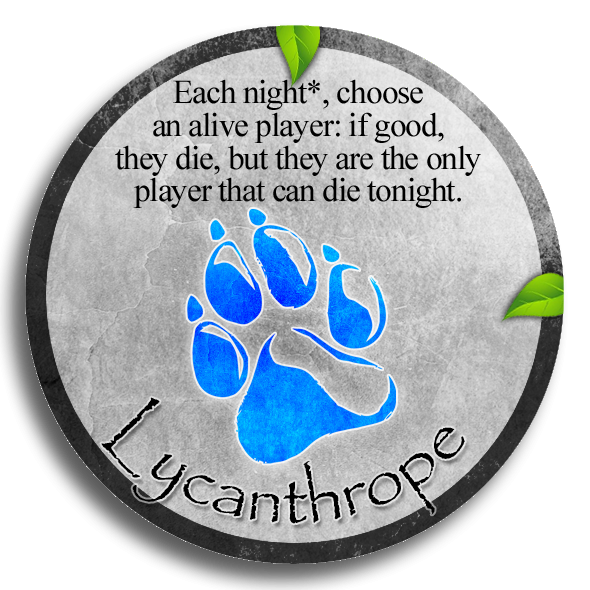 Each night*, choose
an alive player: if good,
they die, but they are the only
player that can die tonight.
Lycanthrope